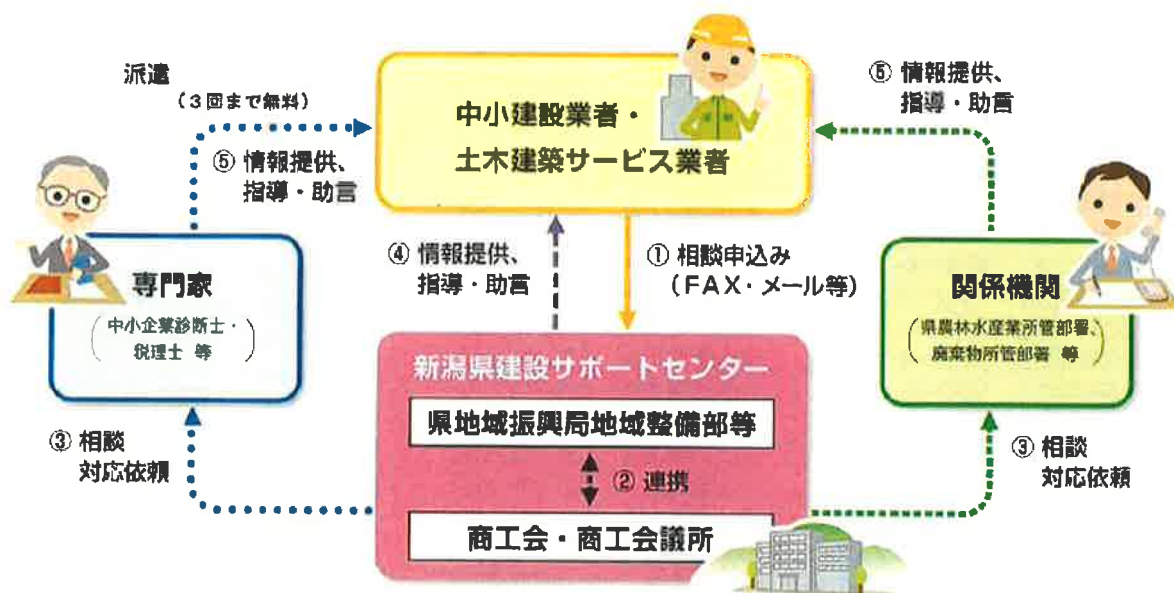 派遣
（３回まで無料）
⑤ 情報提供、
指導・助言
中小建設業者・
土木建築サービス業者
⑤ 情報提供、
指導・助言
専門家
（中小企業診断士・
税理士 等）
④ 情報提供、
指導・助言
① 相談申込み
（ＦＡＸ・メール等）
関係機関
（県農林水産業所管部署、
廃棄物所管部署 等）
新潟県建設サポートセンター
県地域振興局地域整備部等
② 連携
商工会・商工会議所
③ 相談
対応依頼
③ 相談
対応依頼